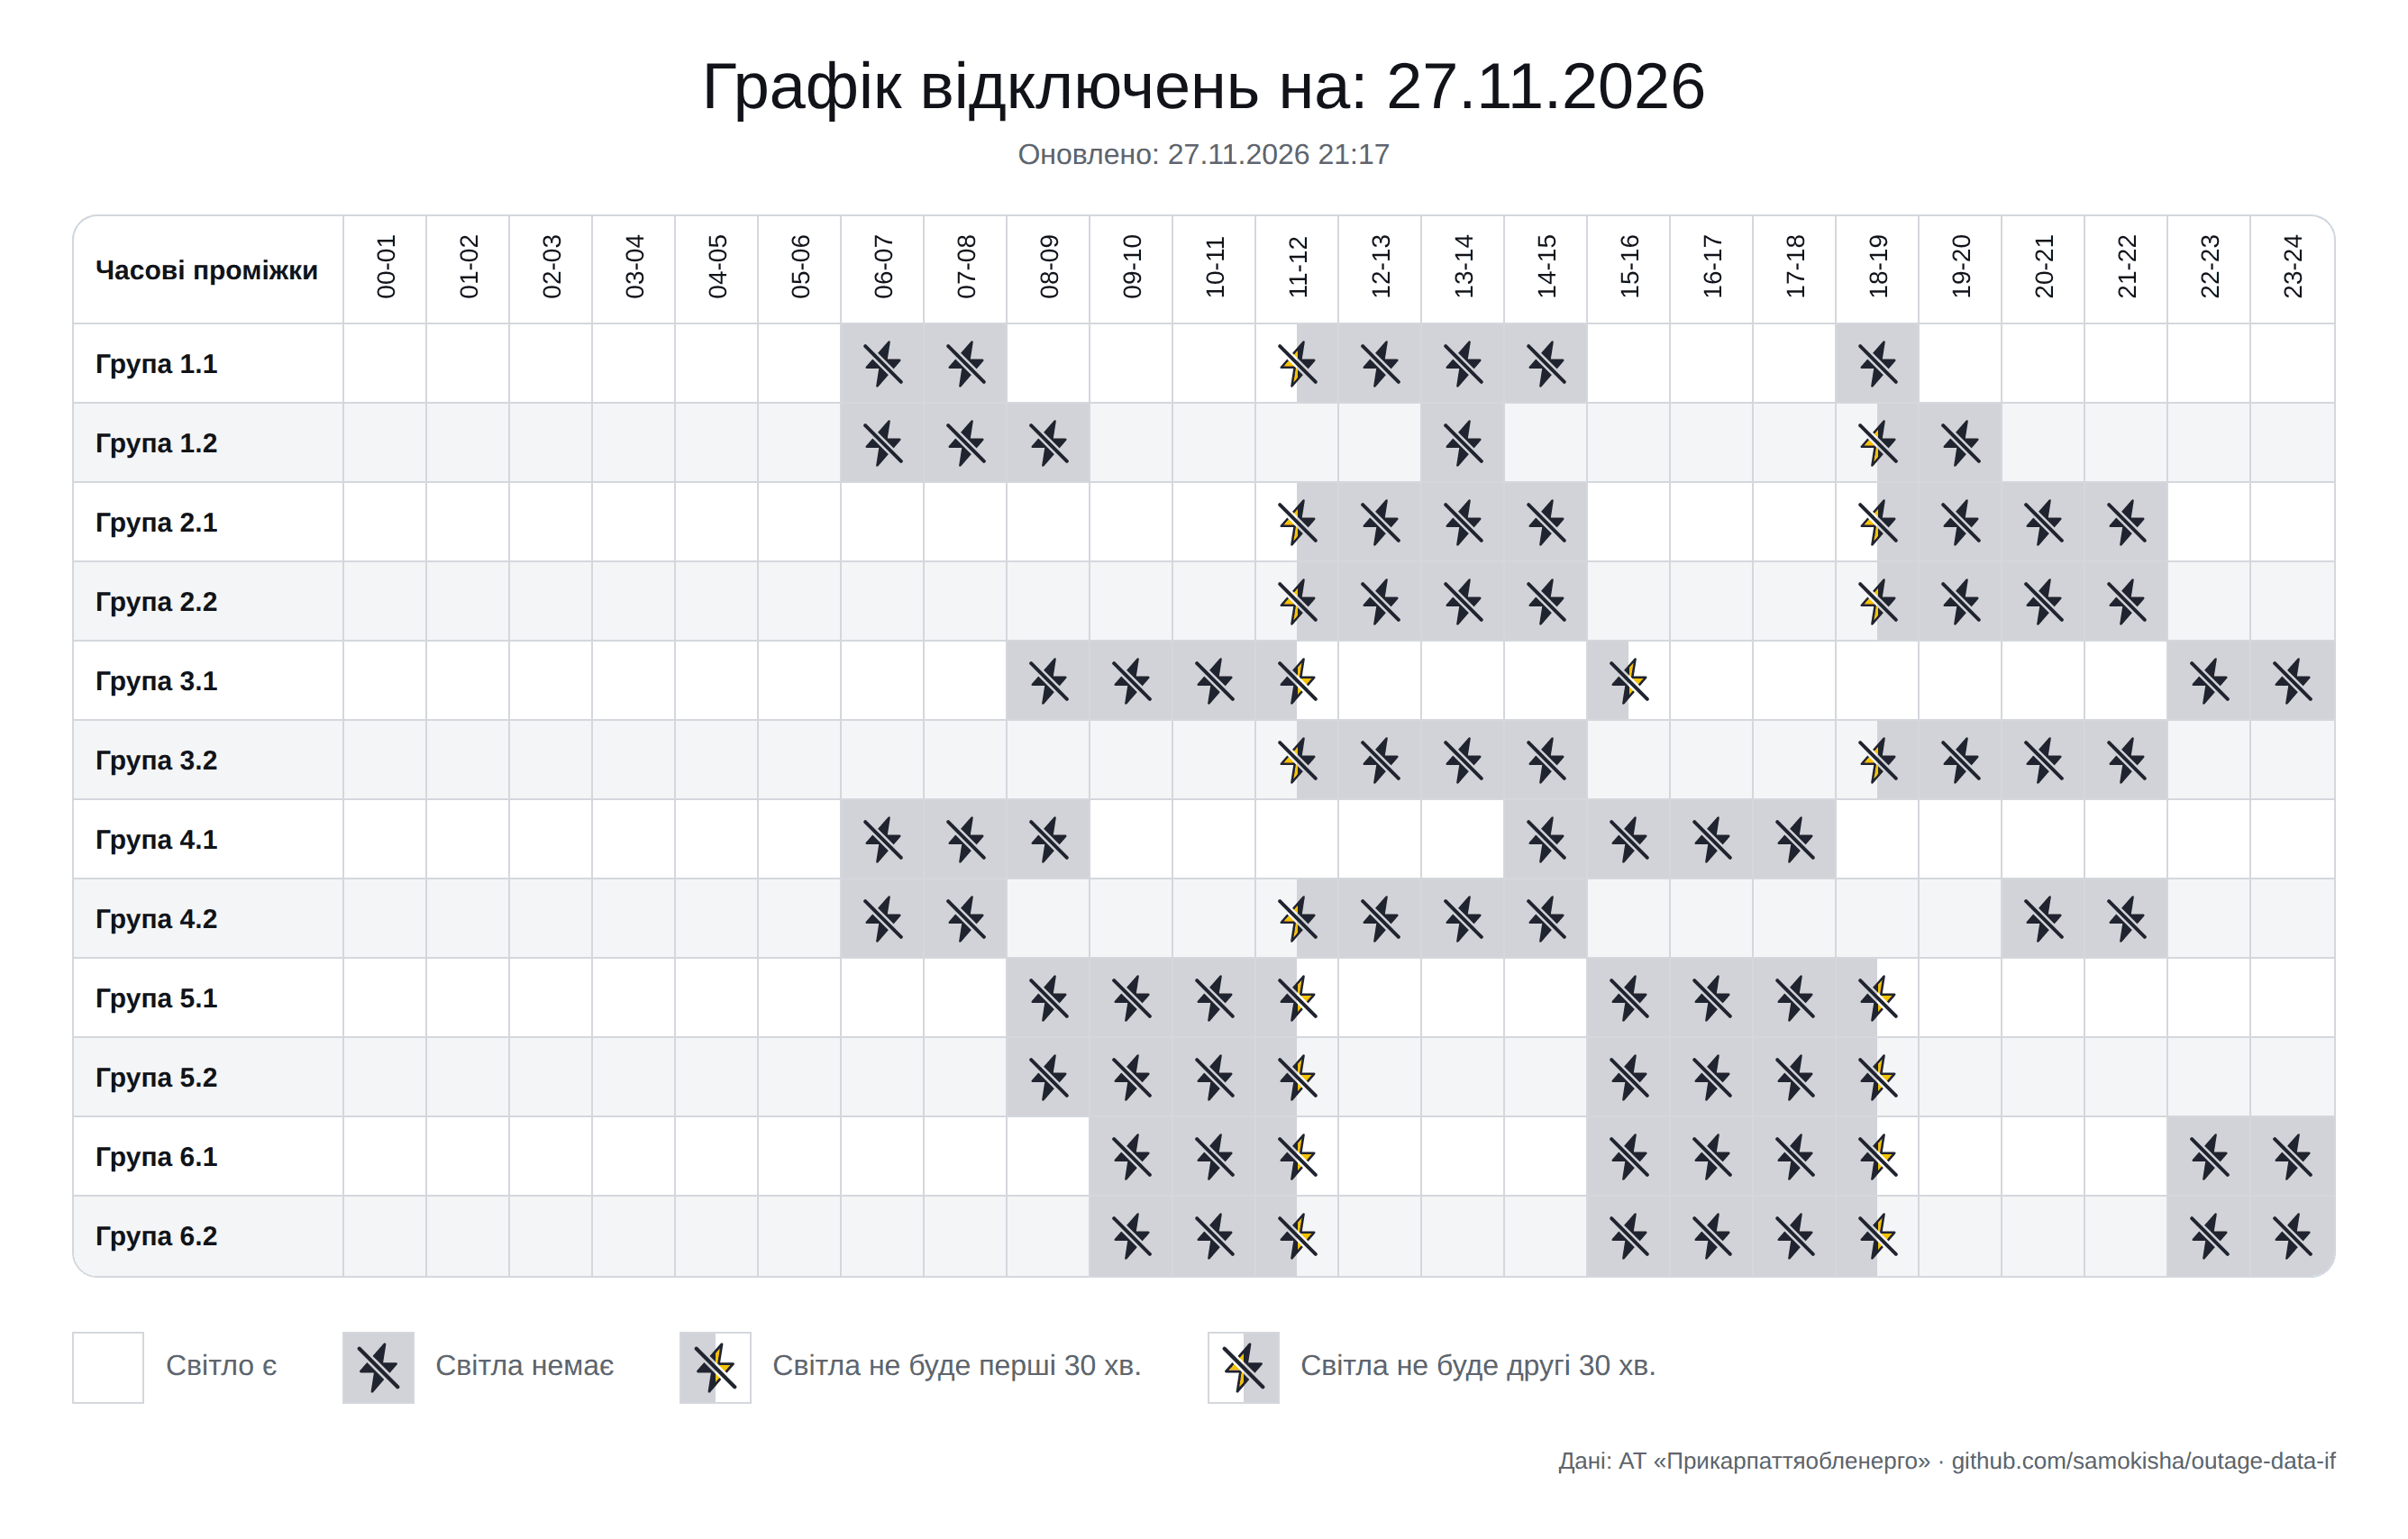 Графік відключень на: 27.11.2026
Оновлено: 27.11.2026 21:17
Часові проміжки 00-01 01-02 02-03 03-04 04-05 05-06 06-07 07-08 08-09 09-10 10-11 11-12 12-13 13-14 14-15 15-16 16-17 17-18 18-19 19-20 20-21 21-22 22-23 23-24
Група 1.1
Група 1.2
Група 2.1
Група 2.2
Група 3.1
Група 3.2
Група 4.1
Група 4.2
Група 5.1
Група 5.2
Група 6.1
Група 6.2
Світло є Світла немає Світла не буде перші 30 хв. Світла не буде другі 30 хв.
Дані: АТ «Прикарпаттяобленерго» · github.com/samokisha/outage-data-if